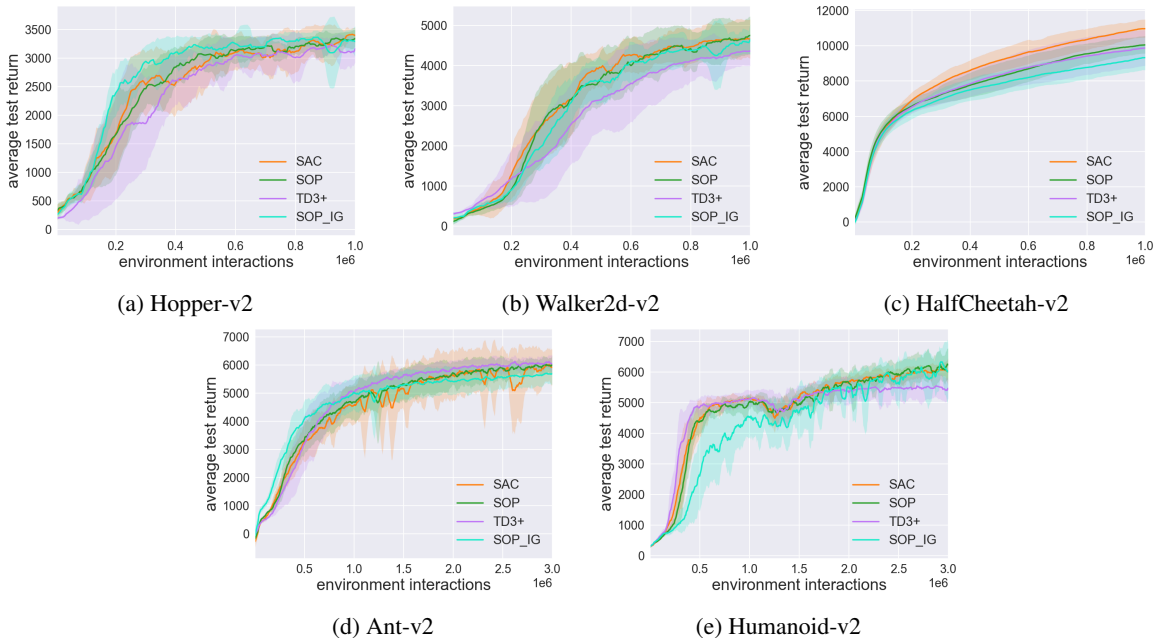 3500
3000
2500
2000
1500
1000
500
0
average test return
SAC
SOP
TD3+
SOP_IG
0.2 0.4 0.6 0.8 1.0
environment interactions 1e6
(a) Hopper-v2
5000
4000
3000
2000
1000
0
average test return
SAC
SOP
TD3+
SOP_IG
0.2 0.4 0.6 0.8 1.0
environment interactions 1e6
(b) Walker2d-v2
12000
10000
8000
6000
4000
2000
0
average test return
SAC
SOP
TD3+
SOP_IG
0.2 0.4 0.6 0.8 1.0
environment interactions 1e6
(c) HalfCheetah-v2
7000
6000
5000
4000
3000
2000
1000
0
average test return
SAC
SOP
TD3+
SOP_IG
0.5 1.0 1.5 2.0 2.5 3.0
environment interactions 1e6
(d) Ant-v2
7000
6000
5000
4000
3000
2000
1000
0
average test return
SAC
SOP
TD3+
SOP_IG
0.5 1.0 1.5 2.0 2.5 3.0
environment interactions 1e6
(e) Humanoid-v2